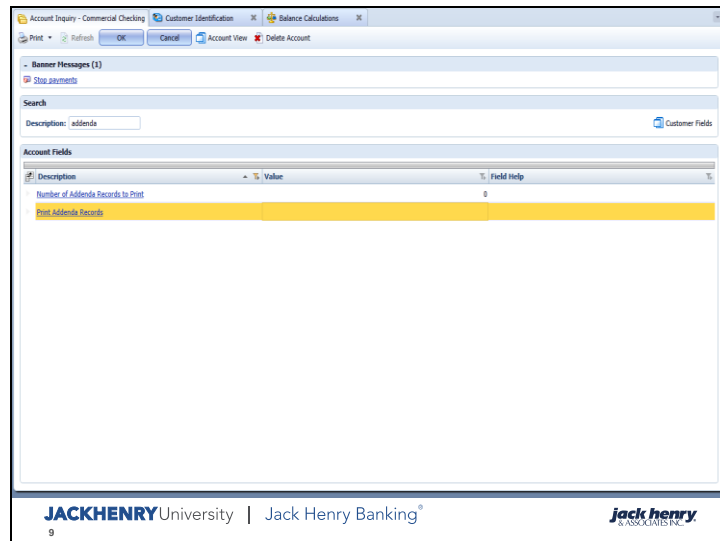 Account Inquiry - Commercial Checking Customer Identification Balance Calculations
Print Refresh OK Cancel Account View Delete Account
Banner Messages (1)
Stop payments
Search
Description: addenda Customer Fields
Account Fields
Description Value Field Help
Number of Addenda Records to Print 0
Print Addenda Records
JACKHENRY University | Jack Henry Banking®
jack henry & ASSOCIATES INC.
9